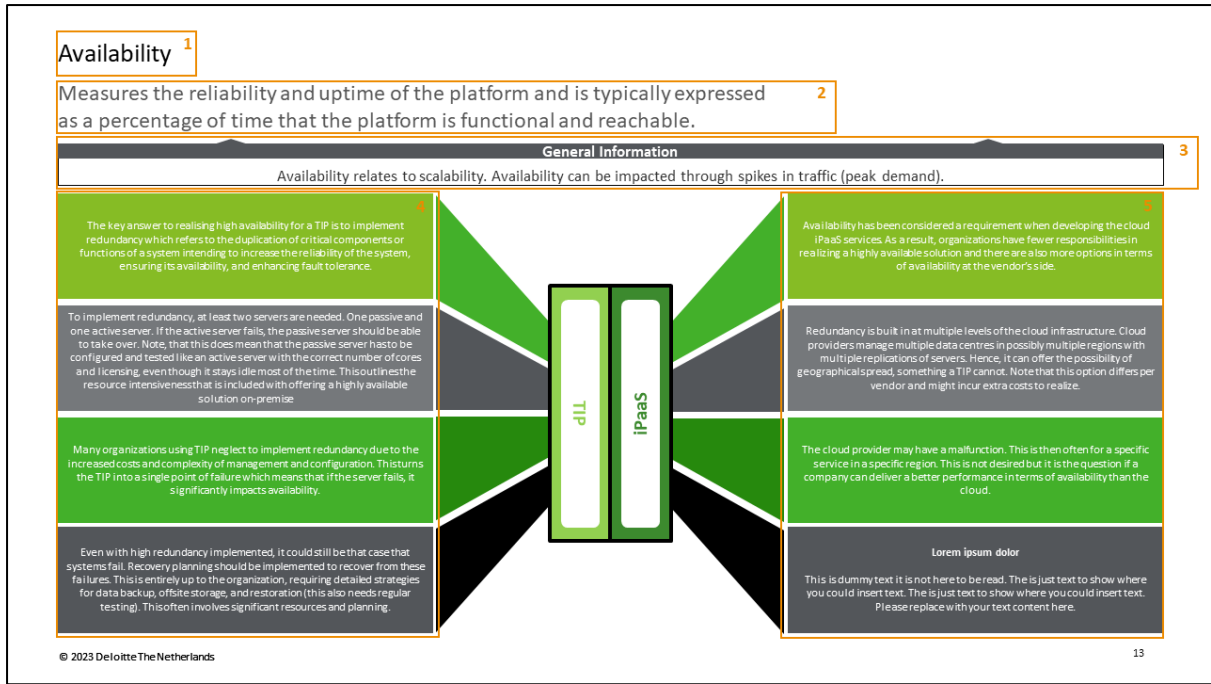 Availability
1
Measures the reliability and uptime of the platform and is typically expressed
as a percentage of time that the platform is functional and reachable.
2
General Information
3
Availability relates to scalability. Availability can be impacted through spikes in traffic (peak demand).
4
The key answer to realising high availability for a TIP is to implement
redundancy which refers to the duplication of critical components or
functions of a system intending to increase the reliability of the system,
ensuring its availability, and enhancing fault tolerance.
To implement redundancy, at least two servers are needed. One passive and
one active server. If the active server fails, the passive server should be able
to take over. Note, that this does mean that the passive server has to be
configured and tested like an active server with the correct number of cores
and licensing, even though it stays idle most of the time. This outlines the
resource intensiveness that is included with offering a highly available
solution on-premise
Many organizations using TIP neglect to implement redundancy due to the
increased costs and complexity of management and configuration. This turns
the TIP into a single point of failure which means that if the server fails, it
significantly impacts availability.
Even with high redundancy implemented, it could still be that case that
systems fail. Recovery planning should be implemented to recover from these
failures. This is entirely up to the organization, requiring detailed strategies
for data backup, offsite storage, and restoration (this also needs regular
testing). This often involves significant resources and planning.
TIP
iPaaS
5
Availability has been considered a requirement when developing the cloud
iPaaS services. As a result, organizations have fewer responsibilities in
realizing a highly available solution and there are also more options in terms
of availability at the vendor's side.
Redundancy is built in at multiple levels of the cloud infrastructure. Cloud
providers manage multiple data centres in possibly multiple regions with
multiple replications of servers. Hence, it can offer the possibility of
geographical spread, something a TIP cannot. Note that this option differs per
vendor and might incur extra costs to realize.
The cloud provider may have a malfunction. This is then often for a specific
service in a specific region. This is not desired but it is the question if a
company can deliver a better performance in terms of availability than the
cloud.
Lorem ipsum dolor
This is dummy text it is not here to be read. The is just text to show where
you could insert text. The is just text to show where you could insert text.
Please replace with your text content here.
© 2023 Deloitte The Netherlands
13